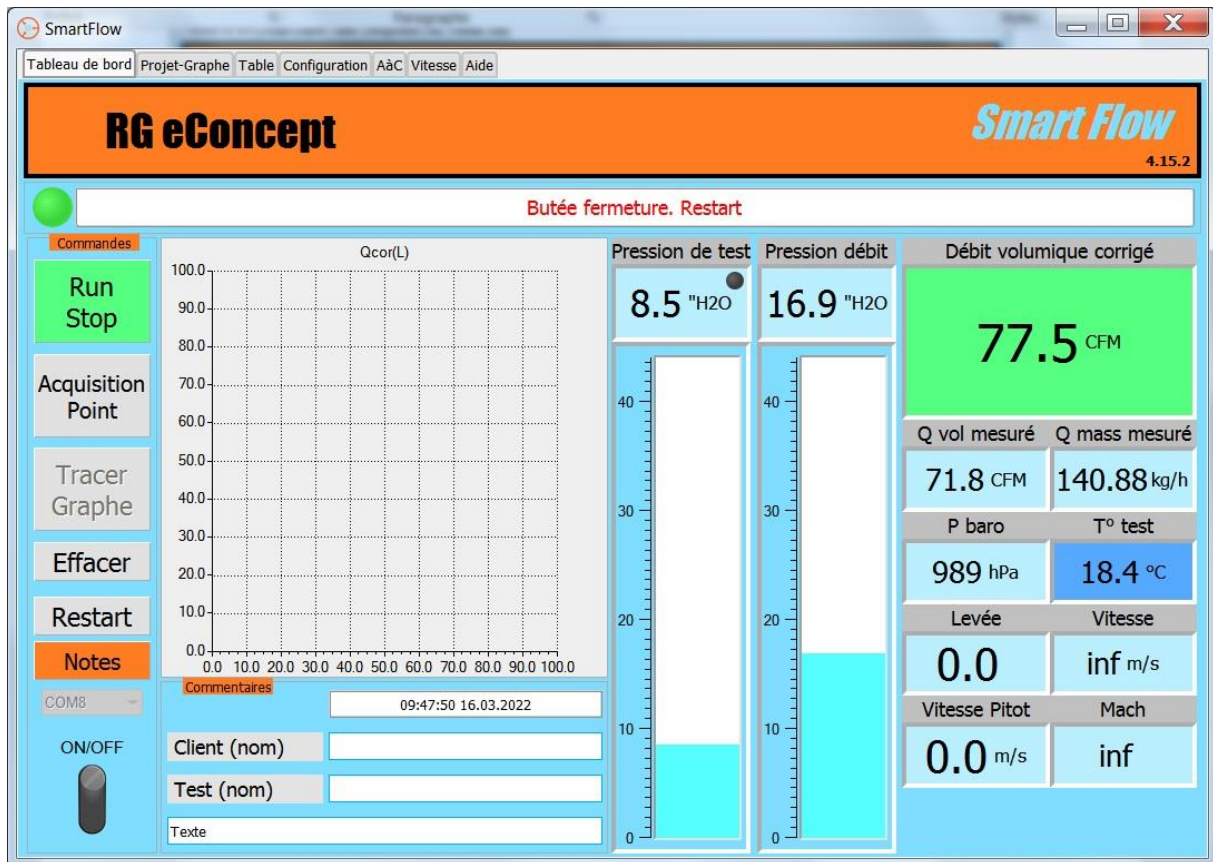 SmartFlow
Tableau de bord Projet-Graphe Table Configuration AàC Vitesse Aide
RG eConcept
Smart Flow
4.15.2
Butée fermeture. Restart
Commandes
Run
Stop
Acquisition
Point
Tracer
Graphe
Effacer
Restart
Notes
COM8
ON/OFF
Qcor(L)
100.0
90.0
80.0
70.0
60.0
50.0
40.0
30.0
20.0
10.0
0.0
0.0 10.0 20.0 30.0 40.0 50.0 60.0 70.0 80.0 90.0 100.0
Commentaires
09:47:50 16.03.2022
Client (nom)
Test (nom)
Texte
Pression de test
8.5 "H2O
40
30
20
10
0
Pression débit
16.9 "H2O
40
30
20
10
0
Débit volumique corrigé
77.5 CFM
Q vol mesuré Q mass mesuré
71.8 CFM 140.88 kg/h
P baro T° test
989 hPa 18.4 °C
Levée Vitesse
0.0 inf m/s
Vitesse Pitot Mach
0.0 m/s inf